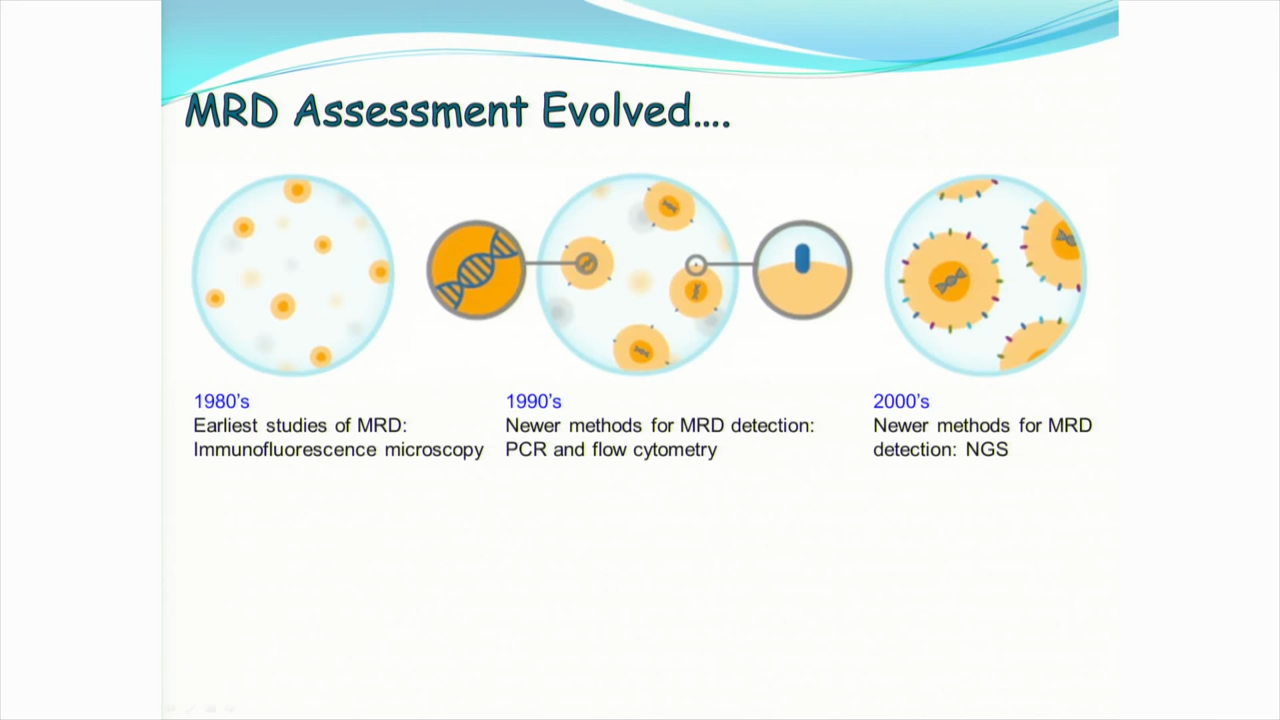 MRD Assessment Evolved....
1980's
Earliest studies of MRD:
Immunofluorescence microscopy
1990's
Newer methods for MRD detection:
PCR and flow cytometry
2000's
Newer methods for MRD
detection: NGS